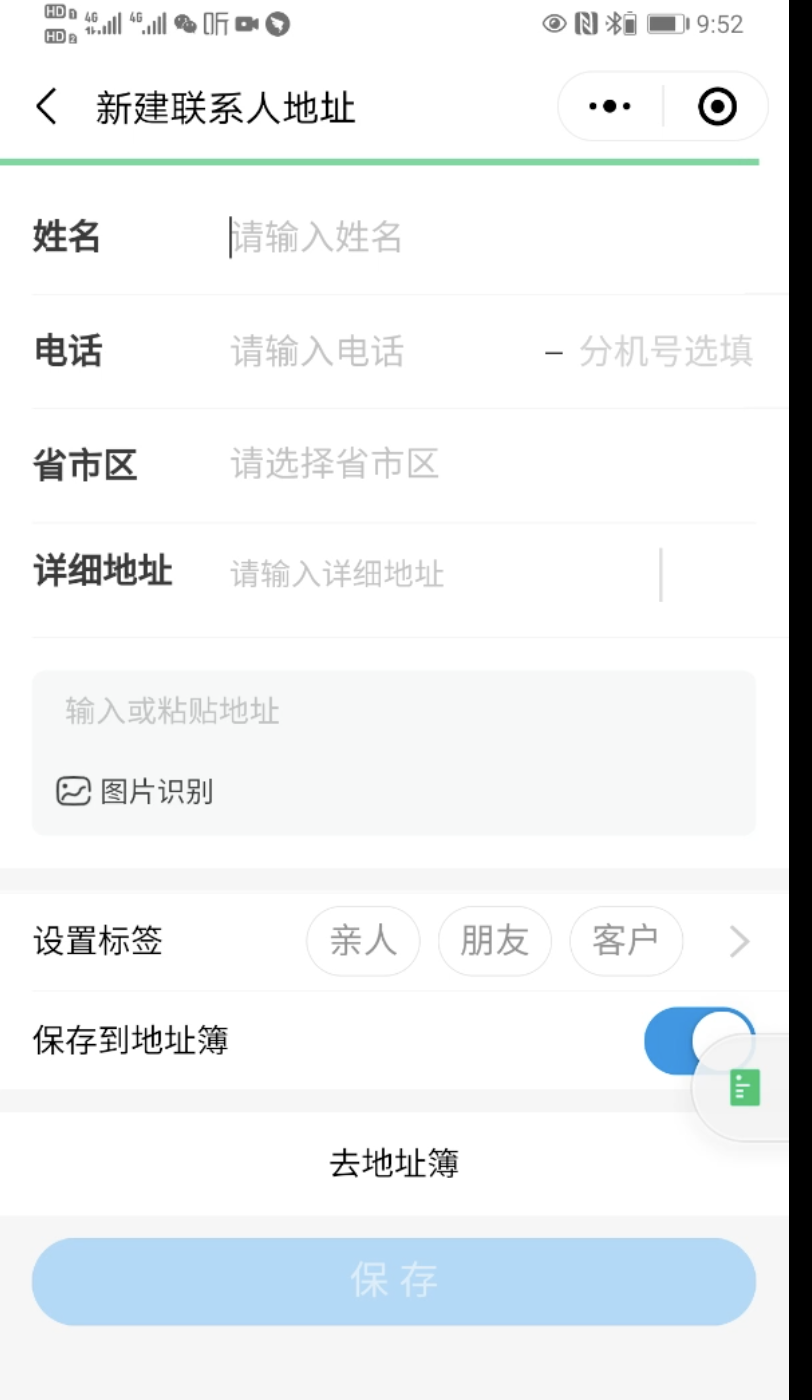 HD 1 4G 4G 听 9:52
HD 2
新建联系人地址
姓名 请输入姓名
电话 请输入电话 – 分机号选填
省市区 请选择省市区
详细地址 请输入详细地址
输入或粘贴地址
图片识别
设置标签 亲人 朋友 客户
保存到地址簿
去地址簿
保存